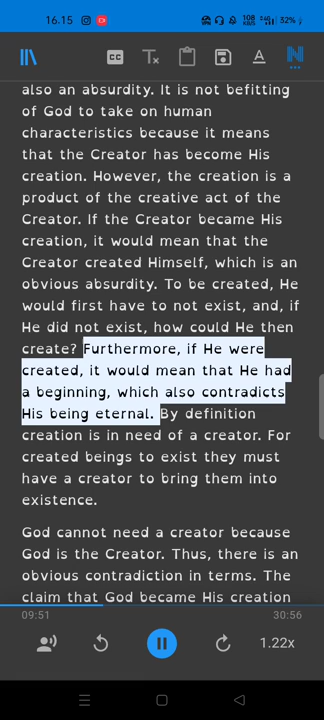 16.15
108
KB/S
52%
CC
A
N
also an absurdity. It is not befitting
of God to take on human
characteristics because it means
that the Creator has become His
creation. However, the creation is a
product of the creative act of the
Creator. If the Creator became His
creation, it would mean that the
Creator created Himself, which is an
obvious absurdity. To be created, He
would first have to not exist, and, if
He did not exist, how could He then
create? Furthermore, if He were
created, it would mean that He had
a beginning, which also contradicts
His being eternal. By definition
creation is in need of a creator. For
created beings to exist they must
have a creator to bring them into
existence.
God cannot need a creator because
God is the Creator. Thus, there is an
obvious contradiction in terms. The
claim that God became His creation
09:51
30:56
1.22x